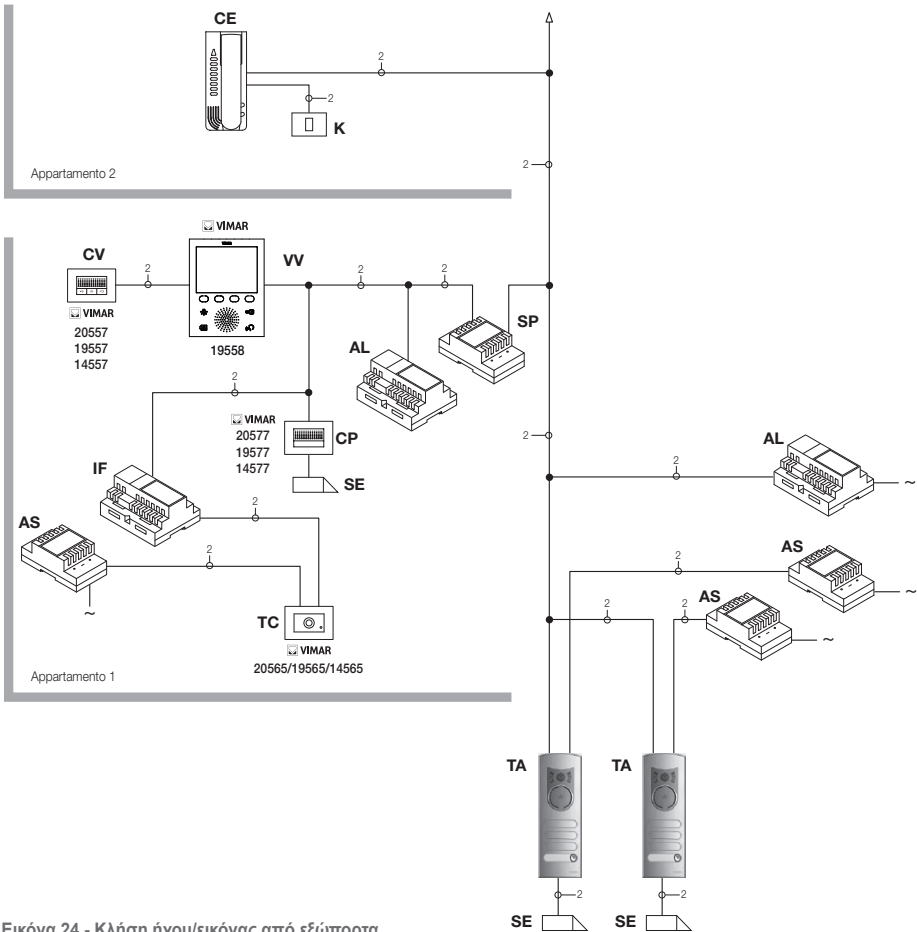 CE
2
2
K
2
Appartamento 2
VIMAR
CV
2
VV
2
2
SP
VIMAR
20557
19557
14557
19558
AL
2
VIMAR
20577
19577
14577
CP
SE
2
IF
2
AS
2
~
TC
VIMAR
20565/19565/14565
Appartamento 1
AL
2
~
AS
2
~
AS
2
2
~
TA
TA
2
2
SE
SE
Εικόνα 24 - Κλήση ήχου/εικόνας από εξώπορτα